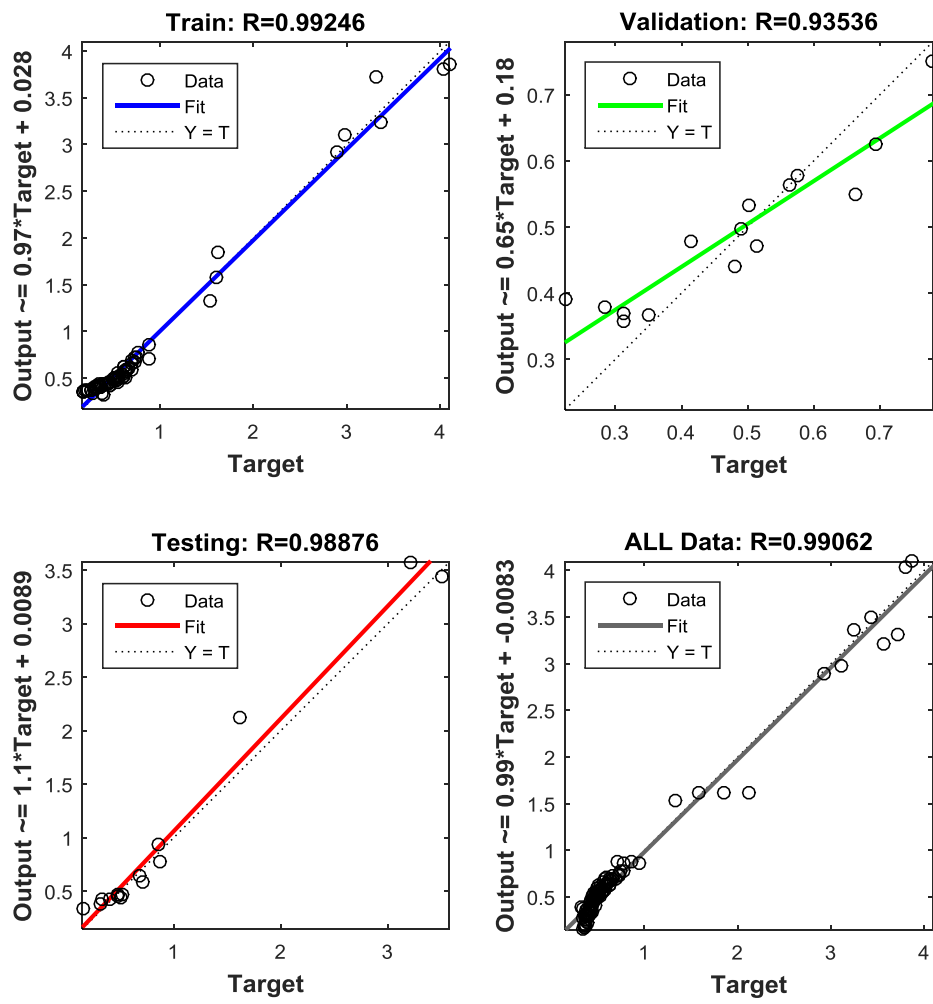 Train: R=0.99246
Output ~= 0.97*Target + 0.028
4
3.5
3
2.5
2
1.5
1
0.5
Data
Fit
Y = T
1 2 3 4
Target
Validation: R=0.93536
Output ~= 0.65*Target + 0.18
0.7
0.6
0.5
0.4
0.3
Data
Fit
Y = T
0.3 0.4 0.5 0.6 0.7
Target
Testing: R=0.98876
Output ~= 1.1*Target + 0.0089
3.5
3
2.5
2
1.5
1
0.5
Data
Fit
Y = T
1 2 3
Target
ALL Data: R=0.99062
Output ~= 0.99*Target + -0.0083
4
3.5
3
2.5
2
1.5
1
0.5
Data
Fit
Y = T
1 2 3 4
Target